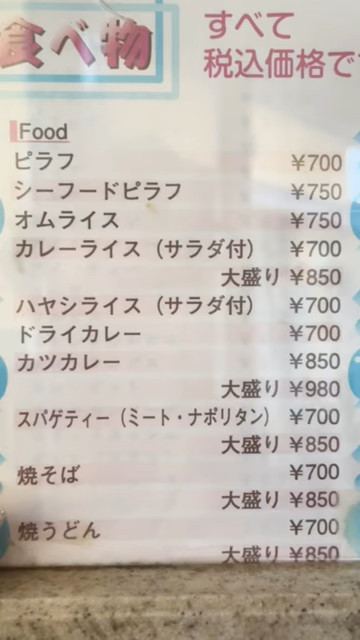 食べ物
すべて
税込価格で
Food
ピラフ ¥700
シーフードピラフ ¥750
オムライス ¥750
カレーライス（サラダ付） ¥700
大盛り ¥850
ハヤシライス（サラダ付） ¥700
ドライカレー ¥700
カツカレー ¥850
大盛り ¥980
スパゲティー（ミート・ナポリタン） ¥700
大盛り ¥850
焼そば ¥700
大盛り ¥850
焼うどん ¥700
大盛り ¥850